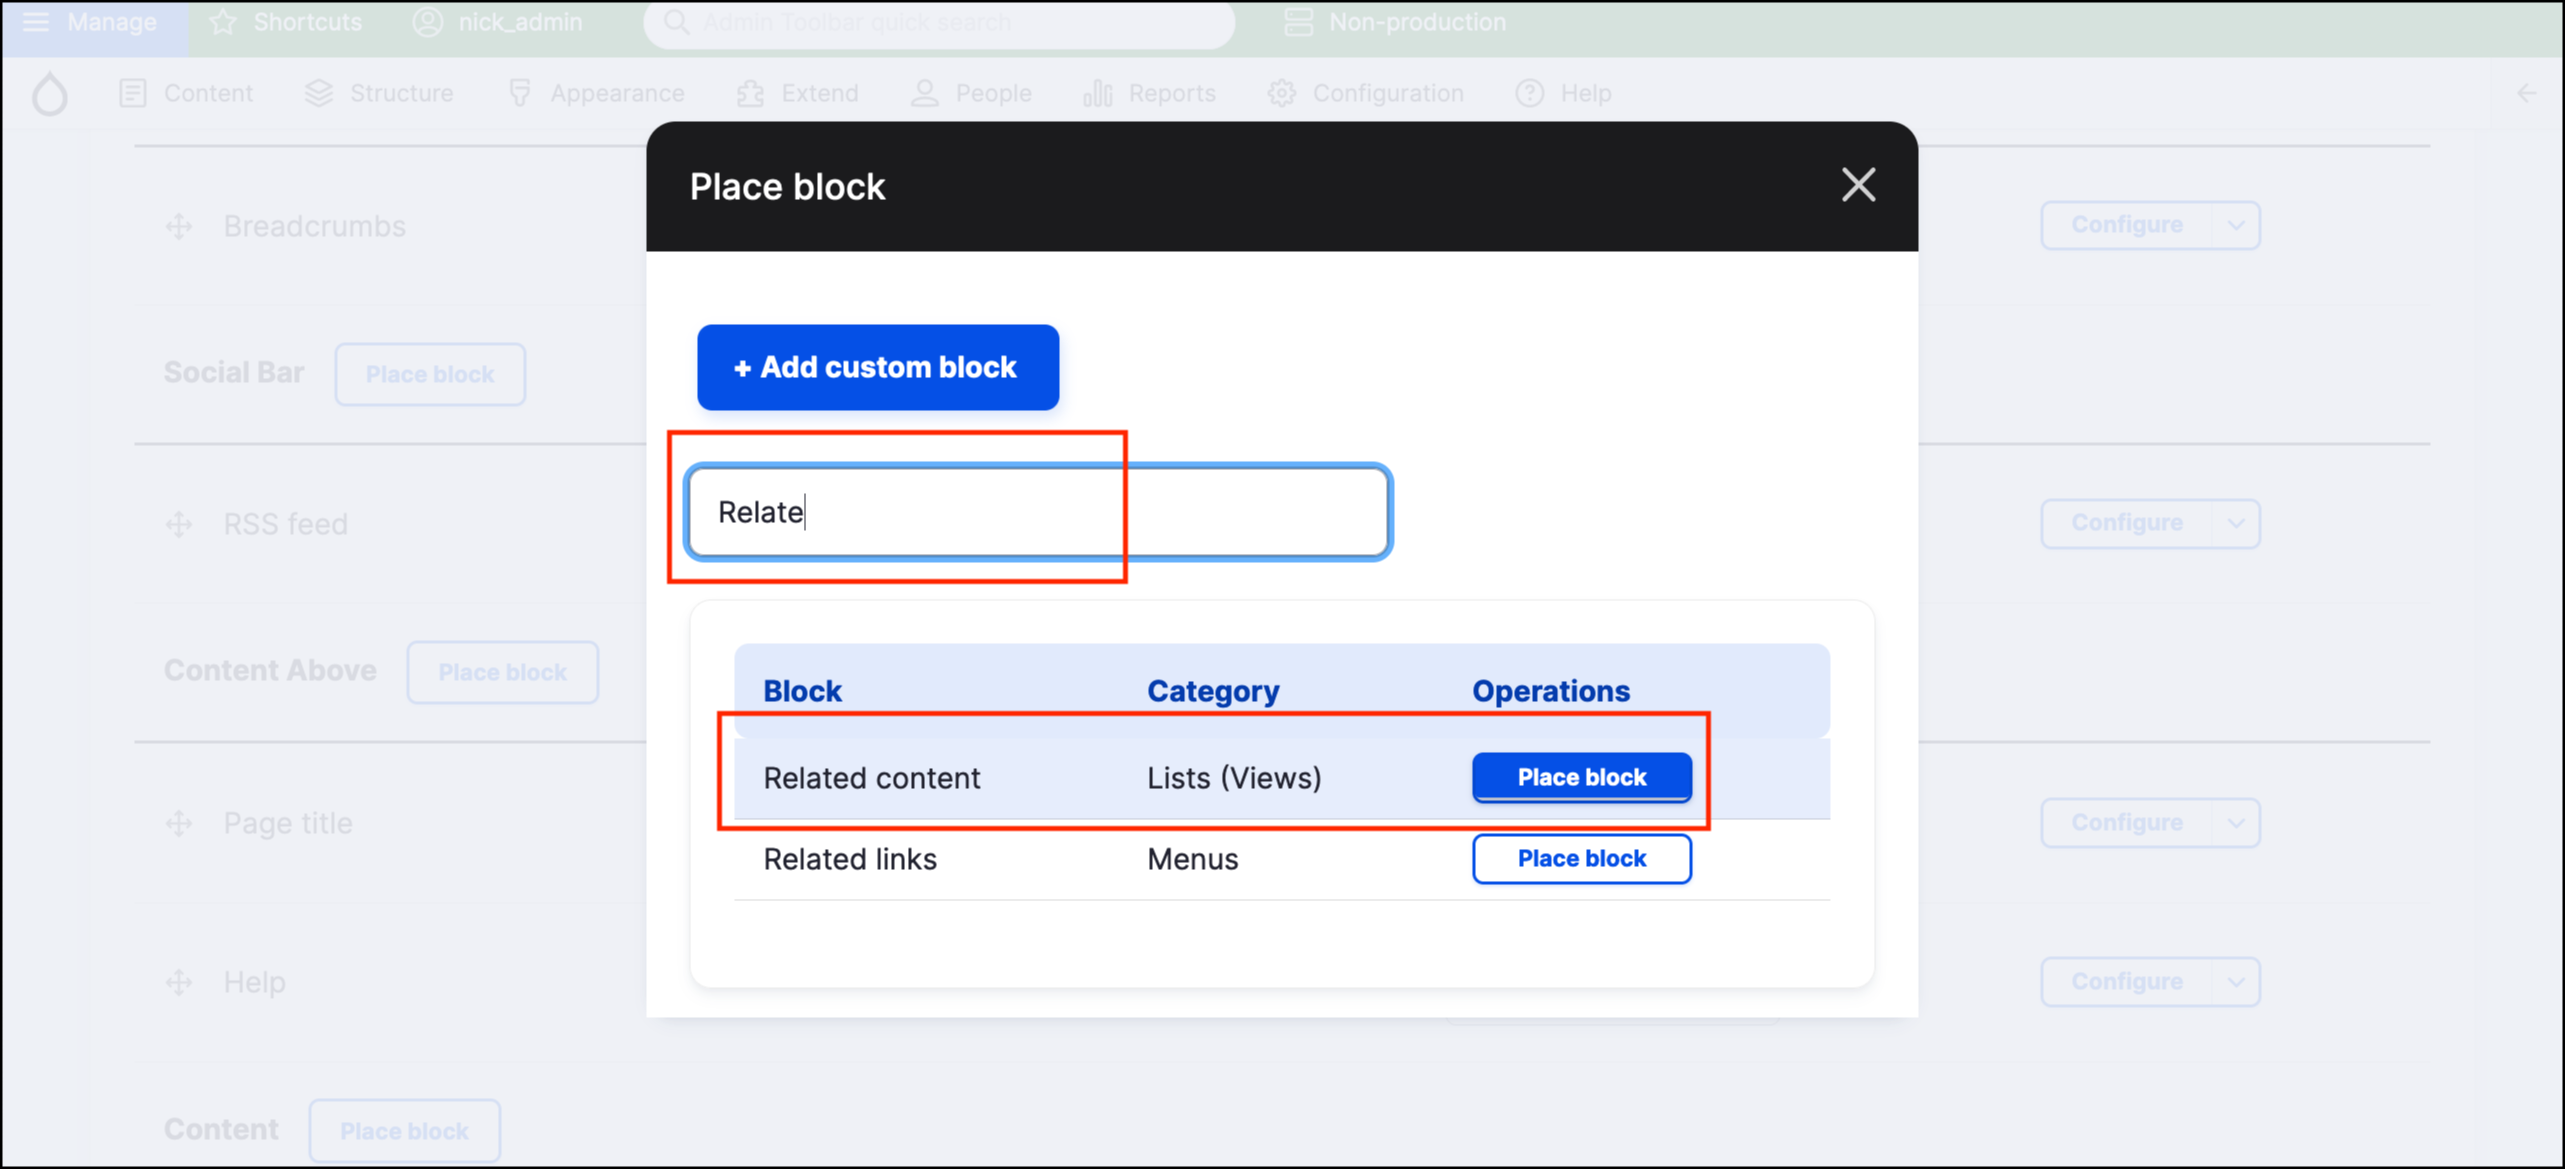 Manage Shortcuts nick_admin Admin Toolbar quick search Non-production
Content Structure Appearance Extend People Reports Configuration Help
Place block
Breadcrumbs Configure
+ Add custom block
Social Bar Place block
Relate
RSS feed Configure
Content Above Place block
Block Category Operations
Related content Lists (Views) Place block
Page title Configure
Related links Menus Place block
Help Configure
Content Place block